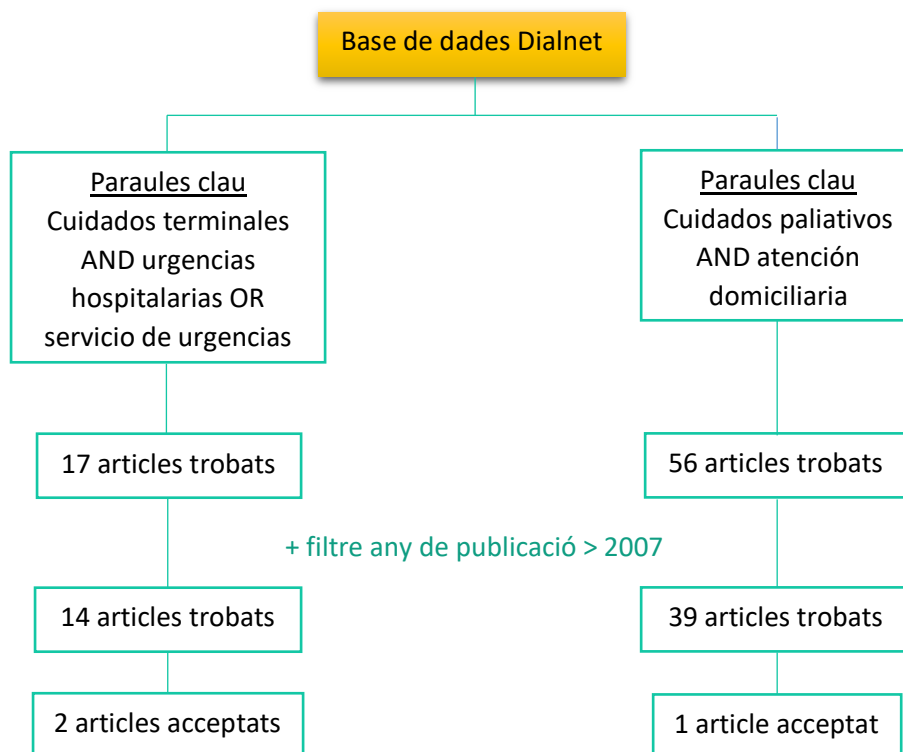 Base de dades Dialnet
Paraules clau
Cuidados terminales
AND urgencias
hospitalarias OR
servicio de urgencias
Paraules clau
Cuidados paliativos
AND atención
domiciliaria
17 articles trobats
56 articles trobats
+ filtre any de publicació > 2007
14 articles trobats
39 articles trobats
2 articles acceptats
1 article acceptat